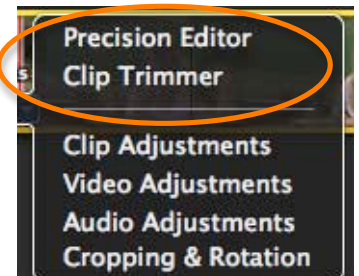 Precision Editor
s
Clip Trimmer
Clip Adjustments
Video Adjustments
Audio Adjustments
Cropping & Rotation